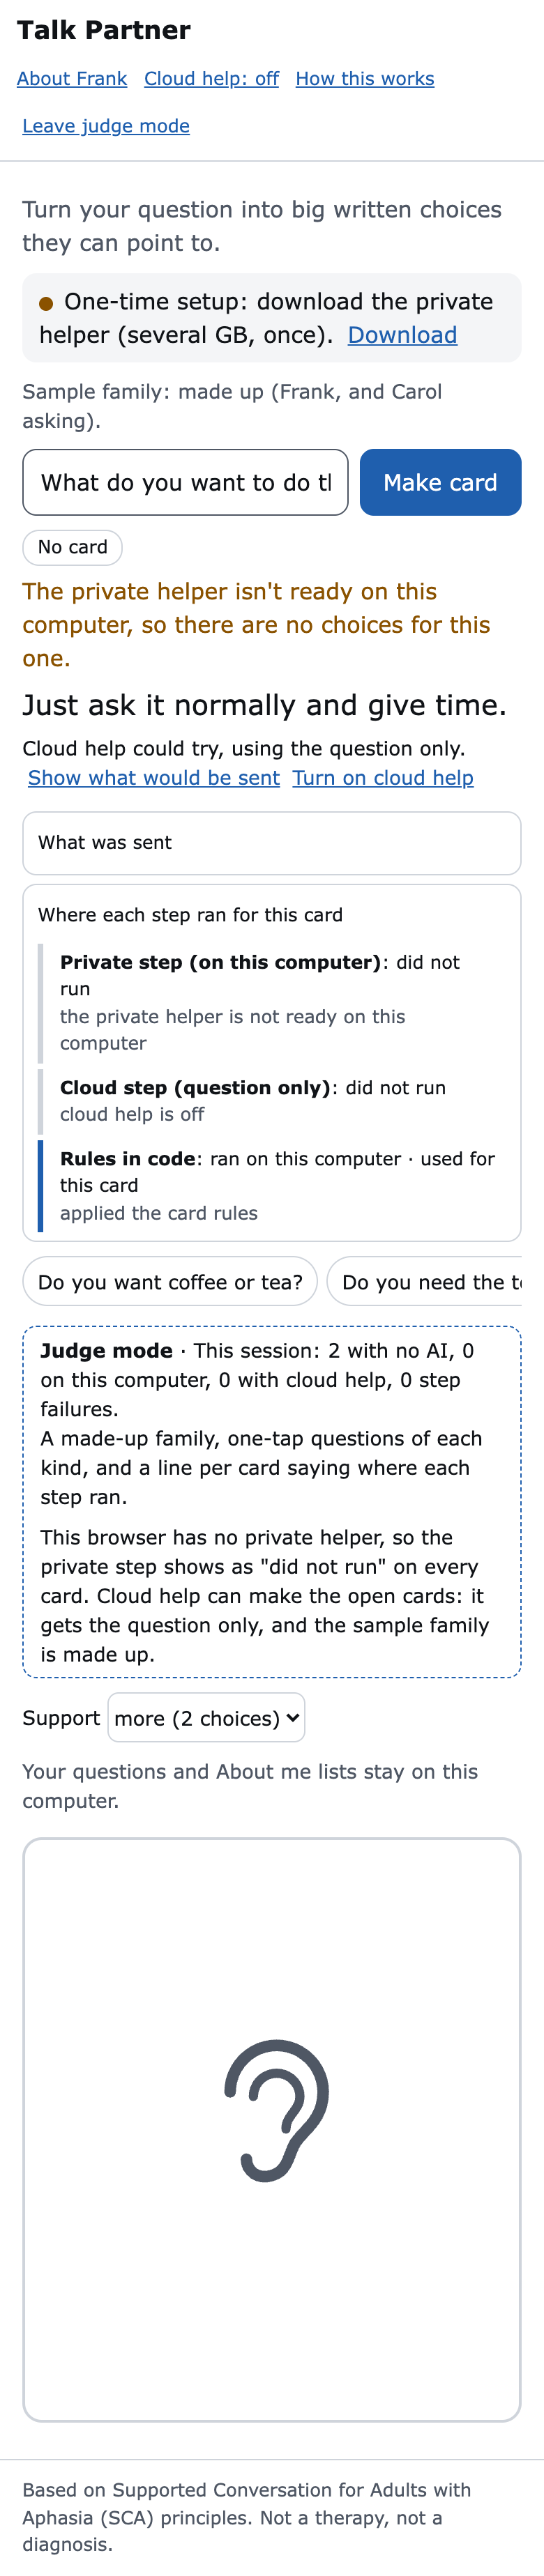 Talk Partner
About Frank Cloud help: off How this works
Leave judge mode
Turn your question into big written choices
they can point to.
One-time setup: download the private
helper (several GB, once). Download
Sample family: made up (Frank, and Carol
asking).
What do you want to do th Make card
No card
The private helper isn't ready on this
computer, so there are no choices for this
one.
Just ask it normally and give time.
Cloud help could try, using the question only.
Show what would be sent Turn on cloud help
What was sent
Where each step ran for this card
Private step (on this computer): did not
run
the private helper is not ready on this
computer
Cloud step (question only): did not run
cloud help is off
Rules in code: ran on this computer · used for
this card
applied the card rules
Do you want coffee or tea? Do you need the
Judge mode · This session: 2 with no AI, 0
on this computer, 0 with cloud help, 0 step
failures.
A made-up family, one-tap questions of each
kind, and a line per card saying where each
step ran.
This browser has no private helper, so the
private step shows as "did not run" on every
card. Cloud help can make the open cards: it
gets the question only, and the sample family
is made up.
Support more (2 choices)
Your questions and About me lists stay on this
computer.
Based on Supported Conversation for Adults with
Aphasia (SCA) principles. Not a therapy, not a
diagnosis.